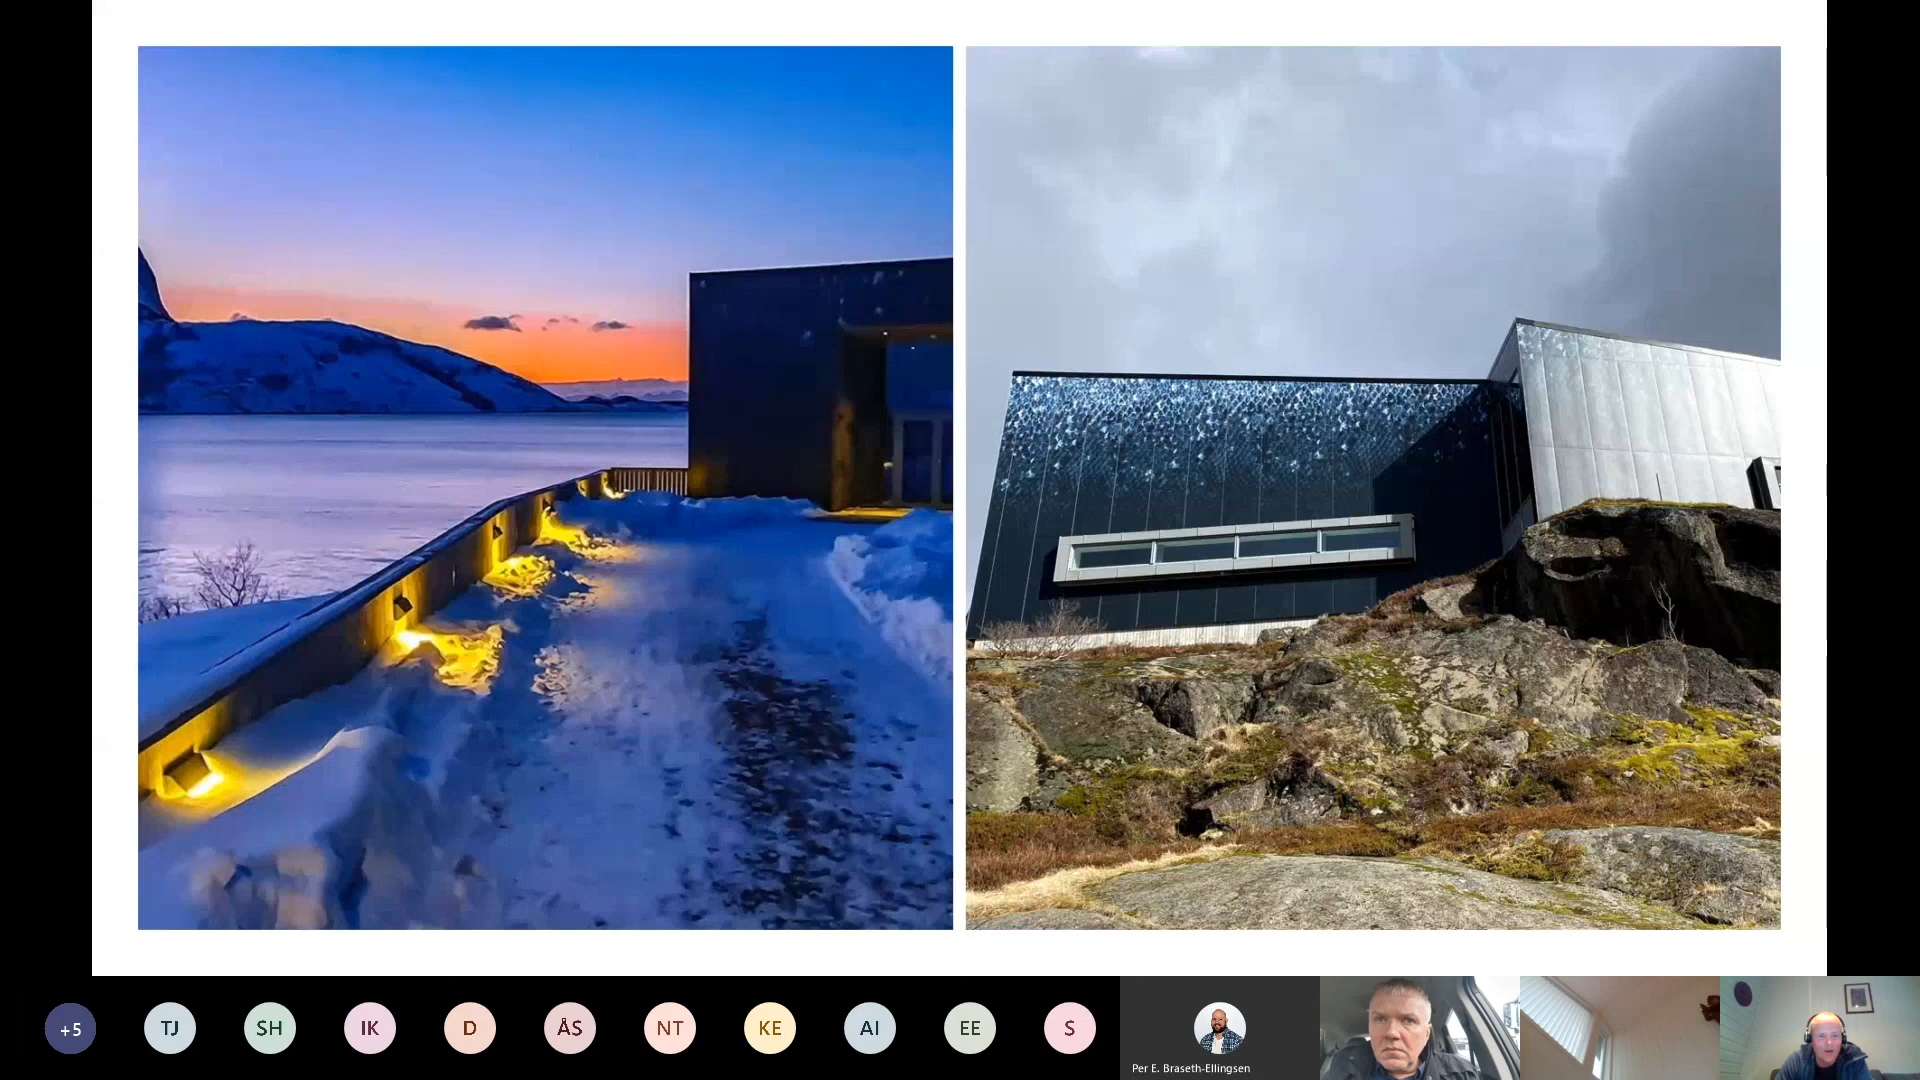 +5
TJ
SH
IK
D
ÅS
NT
KE
AI
EE
S
Per E. Braseth-Ellingsen